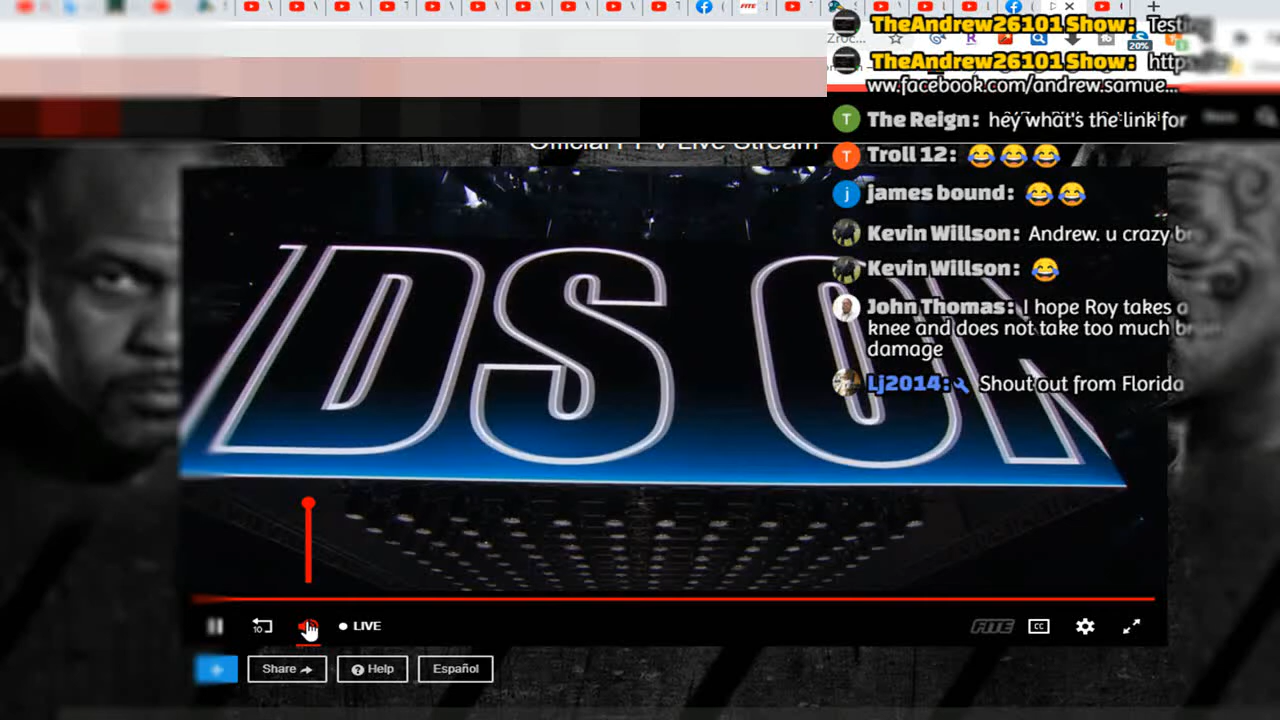 TheAndrew26101 Show: Testing
Zroc...
TheAndrew26101 Show: http
ww.facebook.com/andrew.samue...
20%
The Reign: hey what's the link for
Official PPV Live Stream
Troll 12: 😂😂😂
james bound: 😂😂
Kevin Willson: Andrew. u crazy
Kevin Willson: 😂
John Thomas: I hope Roy takes a
knee and does not take too much
damage
Lj2014: Shout out from Florida
DS
10
LIVE
FITE
CC
Share
Help
Español